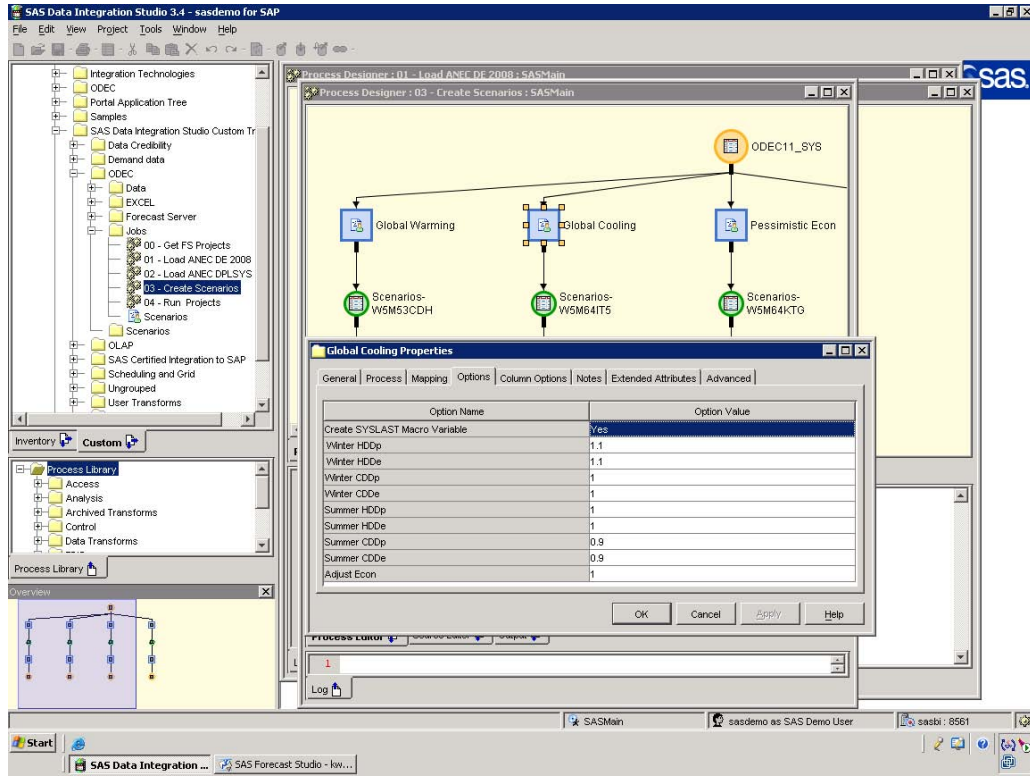 SAS Data Integration Studio 3.4 - sasdemo for SAP
File Edit View Project Tools Window Help
Integration Technologies
ODEC
Portal Application Tree
Samples
SAS Data Integration Studio Custom Tr
Data Credibility
Demand data
ODEC
Data
EXCEL
Forecast Server
Jobs
00 - Get FS Projects
01 - Load ANEC DE 2008
02 - Load ANEC DPLSYS
03 - Create Scenarios
04 - Run Projects
Scenarios
Scenarios
OLAP
SAS Certified Integration to SAP
Scheduling and Grid
Ungrouped
User Transforms
Inventory Custom
Process Library
Access
Analysis
Archived Transforms
Control
Data Transforms
Process Library
Overview
Process Designer : 01 - Load ANEC DE 2008 : SASMain
sas.
Process Designer : 03 - Create Scenarios : SASMain
ODEC11_SYS
Global Warming Global Cooling Pessimistic Econ
Scenarios- Scenarios- Scenarios-
W5M53CDH W5M64IT5 W5M64KTG
Global Cooling Properties
General Process Mapping Options Column Options Notes Extended Attributes Advanced
Option Name Option Value
Create SYSLAST Macro Variable Yes
Winter HDDp 1.1
Winter HDDe 1.1
Winter CDDp 1
Winter CDDe 1
Summer HDDp 1
Summer HDDe 1
Summer CDDp 0.9
Summer CDDe 0.9
Adjust Econ 1
OK Cancel Apply Help
Process Editor Source Editor Output
1
Log
SASMain sasdemo as SAS Demo User sasbi : 8561
Start
SAS Data Integration ... SAS Forecast Studio - kw...